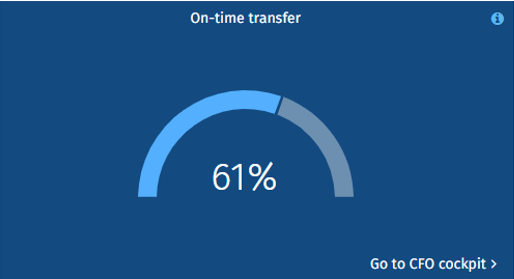 On-time transfer
61%
Go to CFO cockpit >